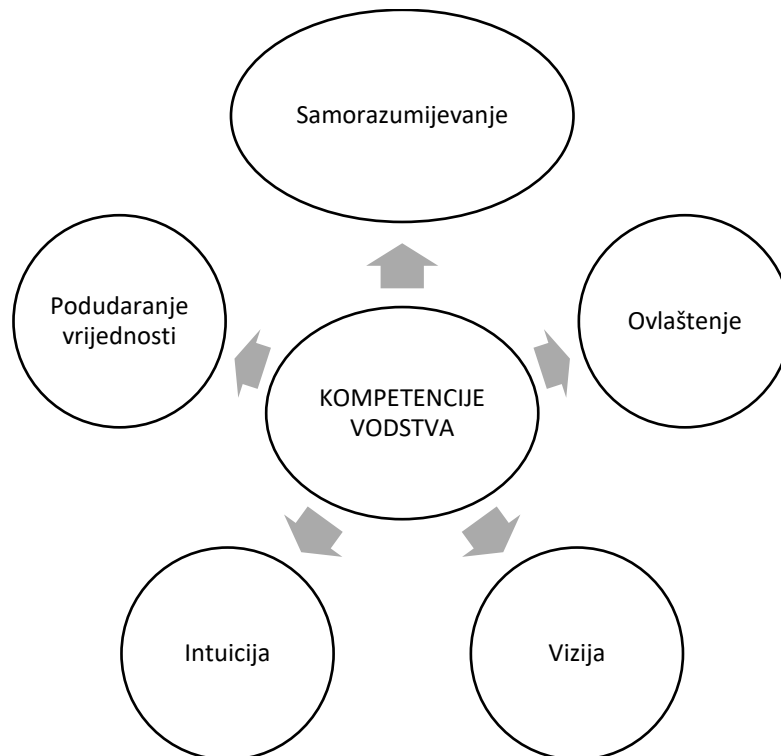 Samorazumijevanje
Podudaranje
vrijednosti
Ovlaštenje
KOMPETENCIJE
VODSTVA
Intuicija
Vizija